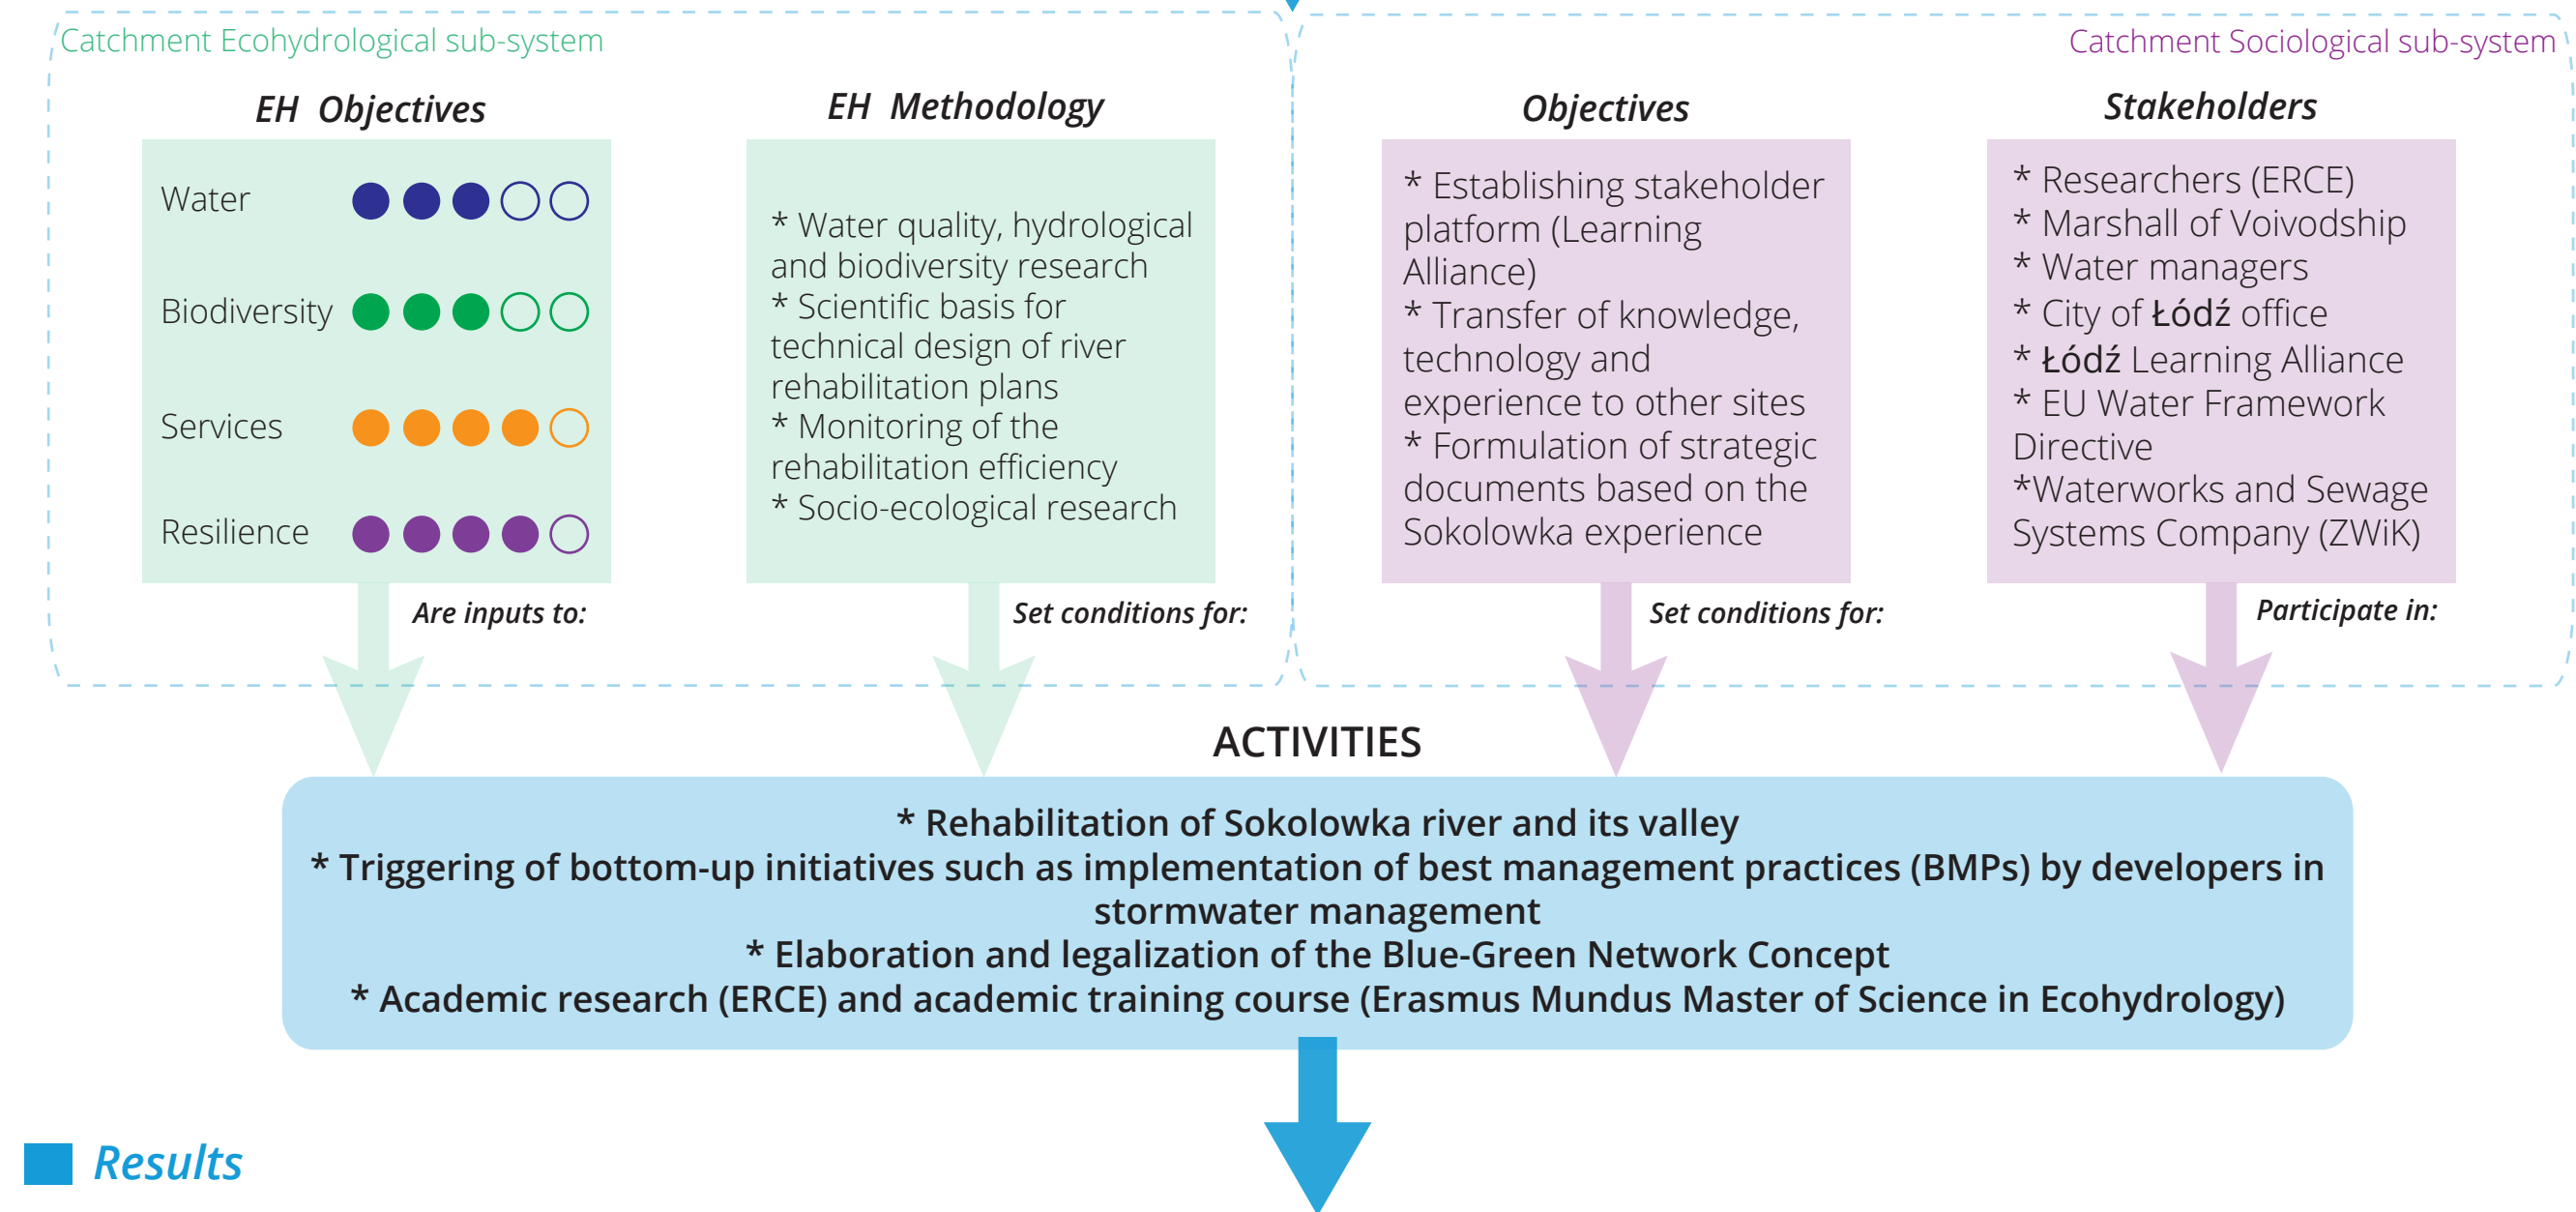 Catchment Ecohydrological sub-system
EH Objectives
Water
Biodiversity
Services
Resilience
Are inputs to:
EH Methodology
* Water quality, hydrological
and biodiversity research
* Scientific basis for
technical design of river
rehabilitation plans
* Monitoring of the
rehabilitation efficiency
* Socio-ecological research
Set conditions for:
Catchment Sociological sub-system
Objectives
* Establishing stakeholder
platform (Learning
Alliance)
* Transfer of knowledge,
technology and
experience to other sites
* Formulation of strategic
documents based on the
Sokolowka experience
Set conditions for:
Stakeholders
* Researchers (ERCE)
* Marshall of Voivodship
* Water managers
* City of Łódź office
* Łódź Learning Alliance
* EU Water Framework
Directive
*Waterworks and Sewage
Systems Company (ZWiK)
Participate in:
ACTIVITIES
* Rehabilitation of Sokolowka river and its valley
* Triggering of bottom-up initiatives such as implementation of best management practices (BMPs) by developers in
stormwater management
* Elaboration and legalization of the Blue-Green Network Concept
* Academic research (ERCE) and academic training course (Erasmus Mundus Master of Science in Ecohydrology)
Results